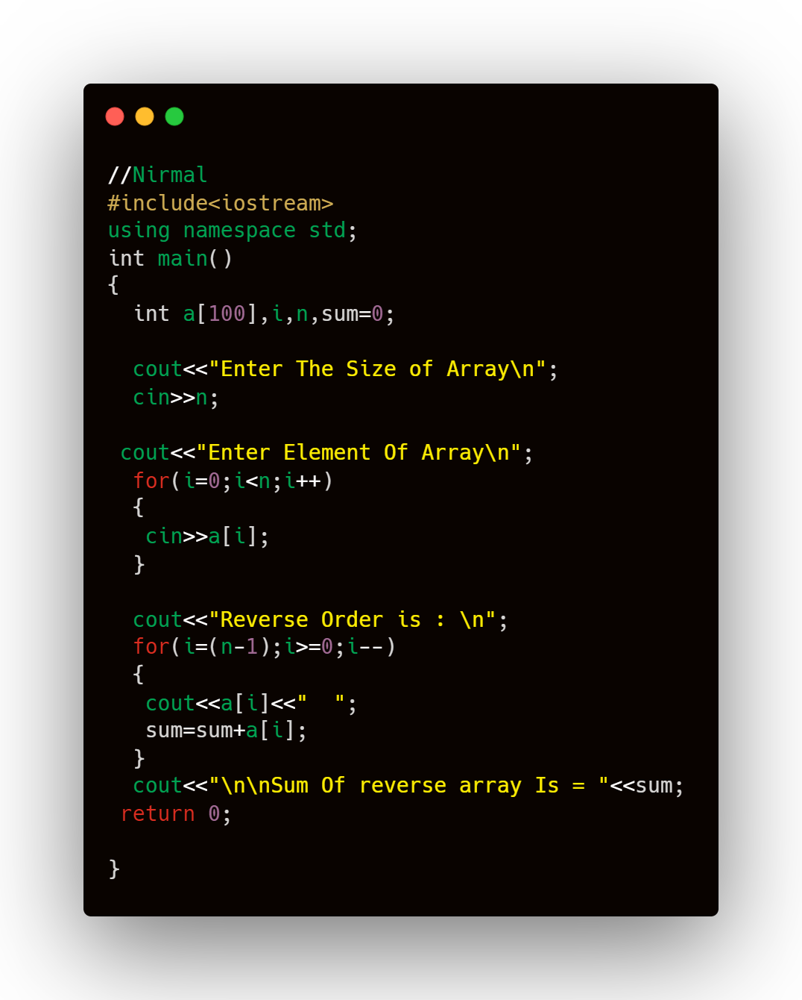 //Nirmal
#include<iostream>
using namespace std;
int main()
{
  int a[100],i,n,sum=0;

  cout<<"Enter The Size of Array\n";
  cin>>n;

 cout<<"Enter Element Of Array\n";
  for(i=0;i<n;i++)
  {
   cin>>a[i];
  }

  cout<<"Reverse Order is : \n";
  for(i=(n-1);i>=0;i--)
  {
   cout<<a[i]<<"  ";
   sum=sum+a[i];
  }
  cout<<"\n\nSum Of reverse array Is = "<<sum;
 return 0;

}